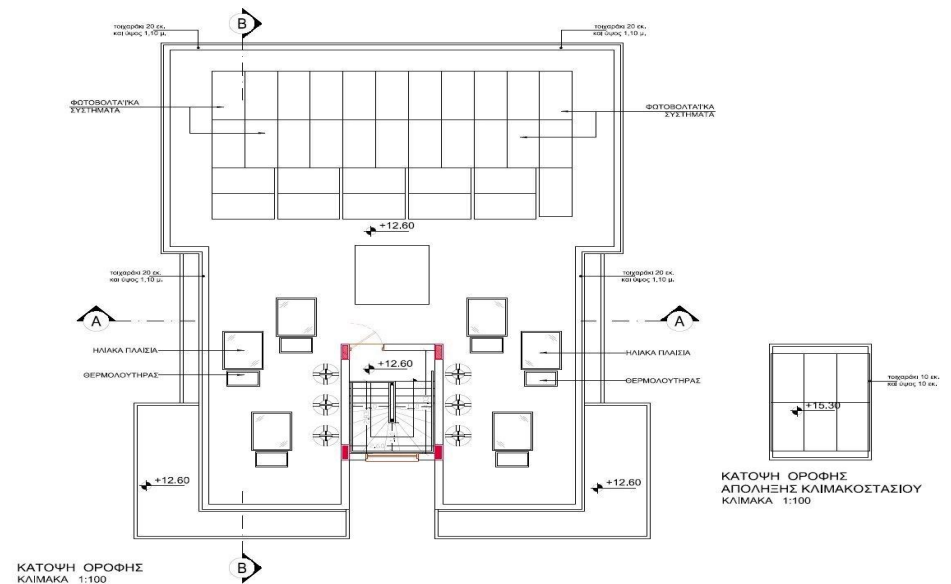 τοιχαράκι 20 εκ.
και ύψος 1,10 μ.
B
τοιχαράκι 20 εκ.
και ύψος 1,10 μ.
ΦΩΤΟΒΟΛΤΑΪΚΑ
ΣΥΣΤΗΜΑΤΑ
ΦΩΤΟΒΟΛΤΑΪΚΑ
ΣΥΣΤΗΜΑΤΑ
+12.60
τοιχαράκι 20 εκ.
και ύψος 1,10 μ.
τοιχαράκι 20 εκ.
και ύψος 1,10 μ.
A
A
ΗΛΙΑΚΑ ΠΛΑΙΣΙΑ
ΗΛΙΑΚΑ ΠΛΑΙΣΙΑ
+12.60
ΘΕΡΜΟΛΟΥΤΗΡΑΣ
ΘΕΡΜΟΛΟΥΤΗΡΑΣ
τοιχαράκι 10 εκ.
και ύψος 10 εκ.
+15.30
+12.60
+12.60
ΚΑΤΟΨΗ ΟΡΟΦΗΣ
ΑΠΟΛΗΞΗΣ ΚΛΙΜΑΚΟΣΤΑΣΙΟΥ
ΚΛΙΜΑΚΑ 1:100
B
ΚΑΤΟΨΗ ΟΡΟΦΗΣ
ΚΛΙΜΑΚΑ 1:100